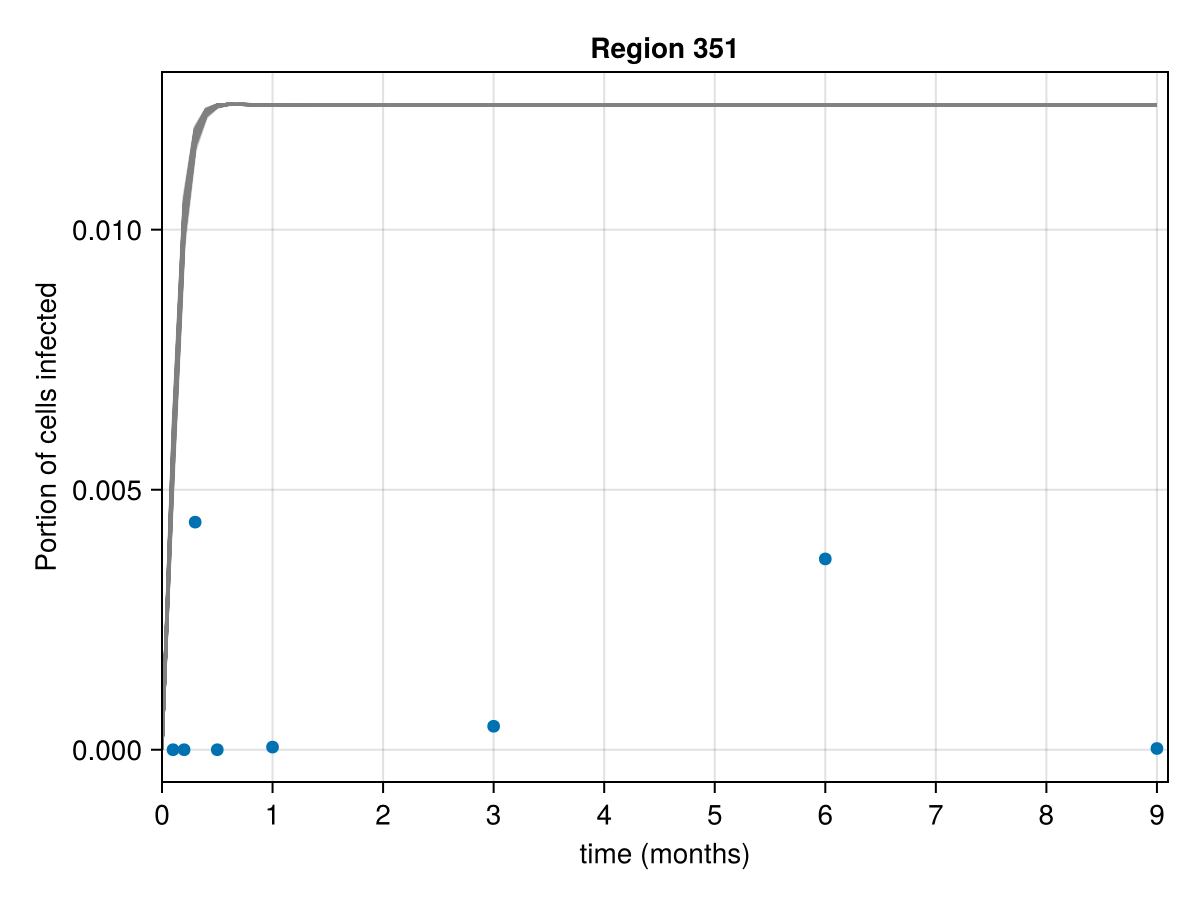 Region 351
Portion of cells infected
0.010
0.005
0.000
0 1 2 3 4 5 6 7 8 9
time (months)